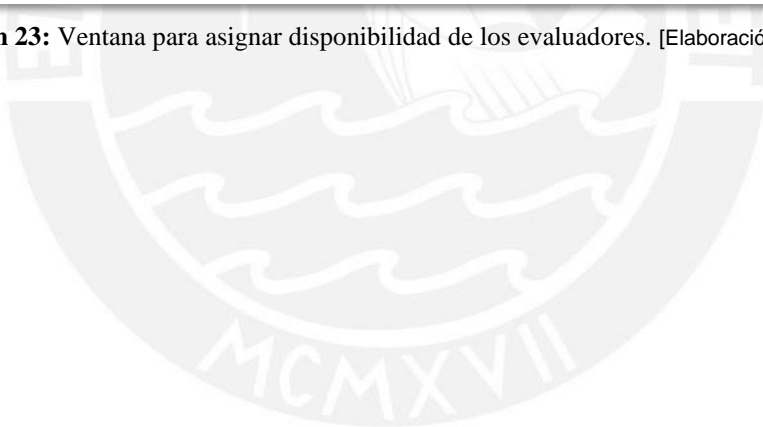 n 23: Ventana para asignar disponibilidad de los evaluadores. [Elaboració
MCMXVII